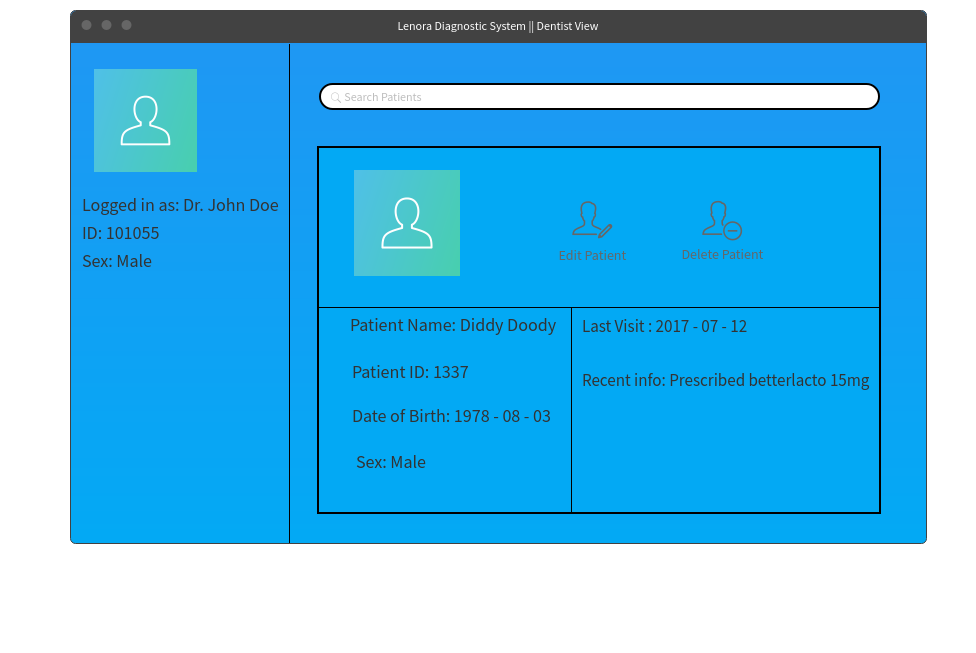 Lenora Diagnostic System || Dentist View
Search Patients
Logged in as: Dr. John Doe
ID: 101055
Sex: Male
Edit Patient
Delete Patient
Patient Name: Diddy Doody
Patient ID: 1337
Date of Birth: 1978 - 08 - 03
Sex: Male
Last Visit : 2017 - 07 - 12
Recent info: Prescribed betterlacto 15mg